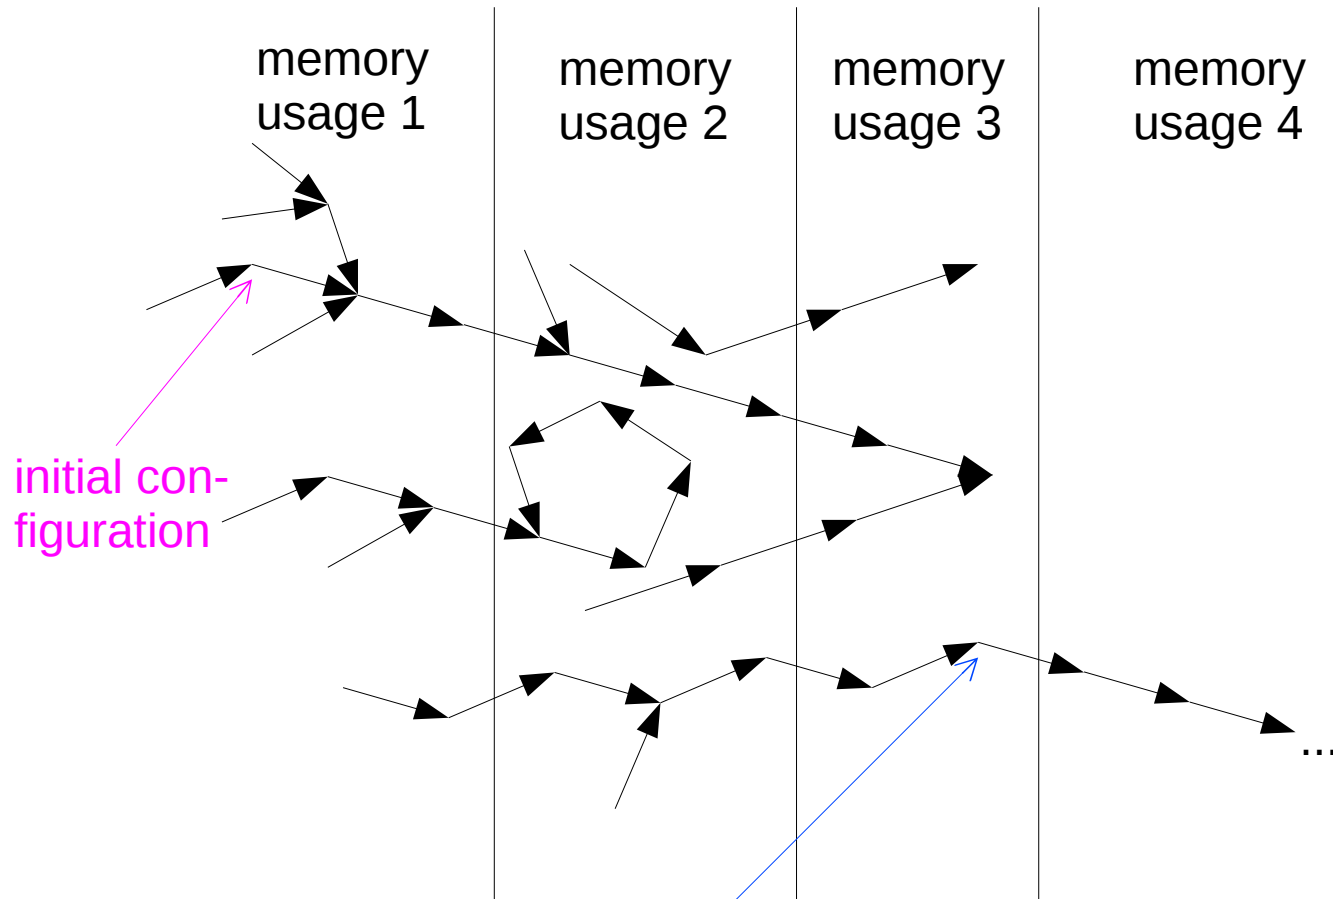 memory
usage 1
memory
usage 2
memory
usage 3
memory
usage 4
initial con-
figuration
...